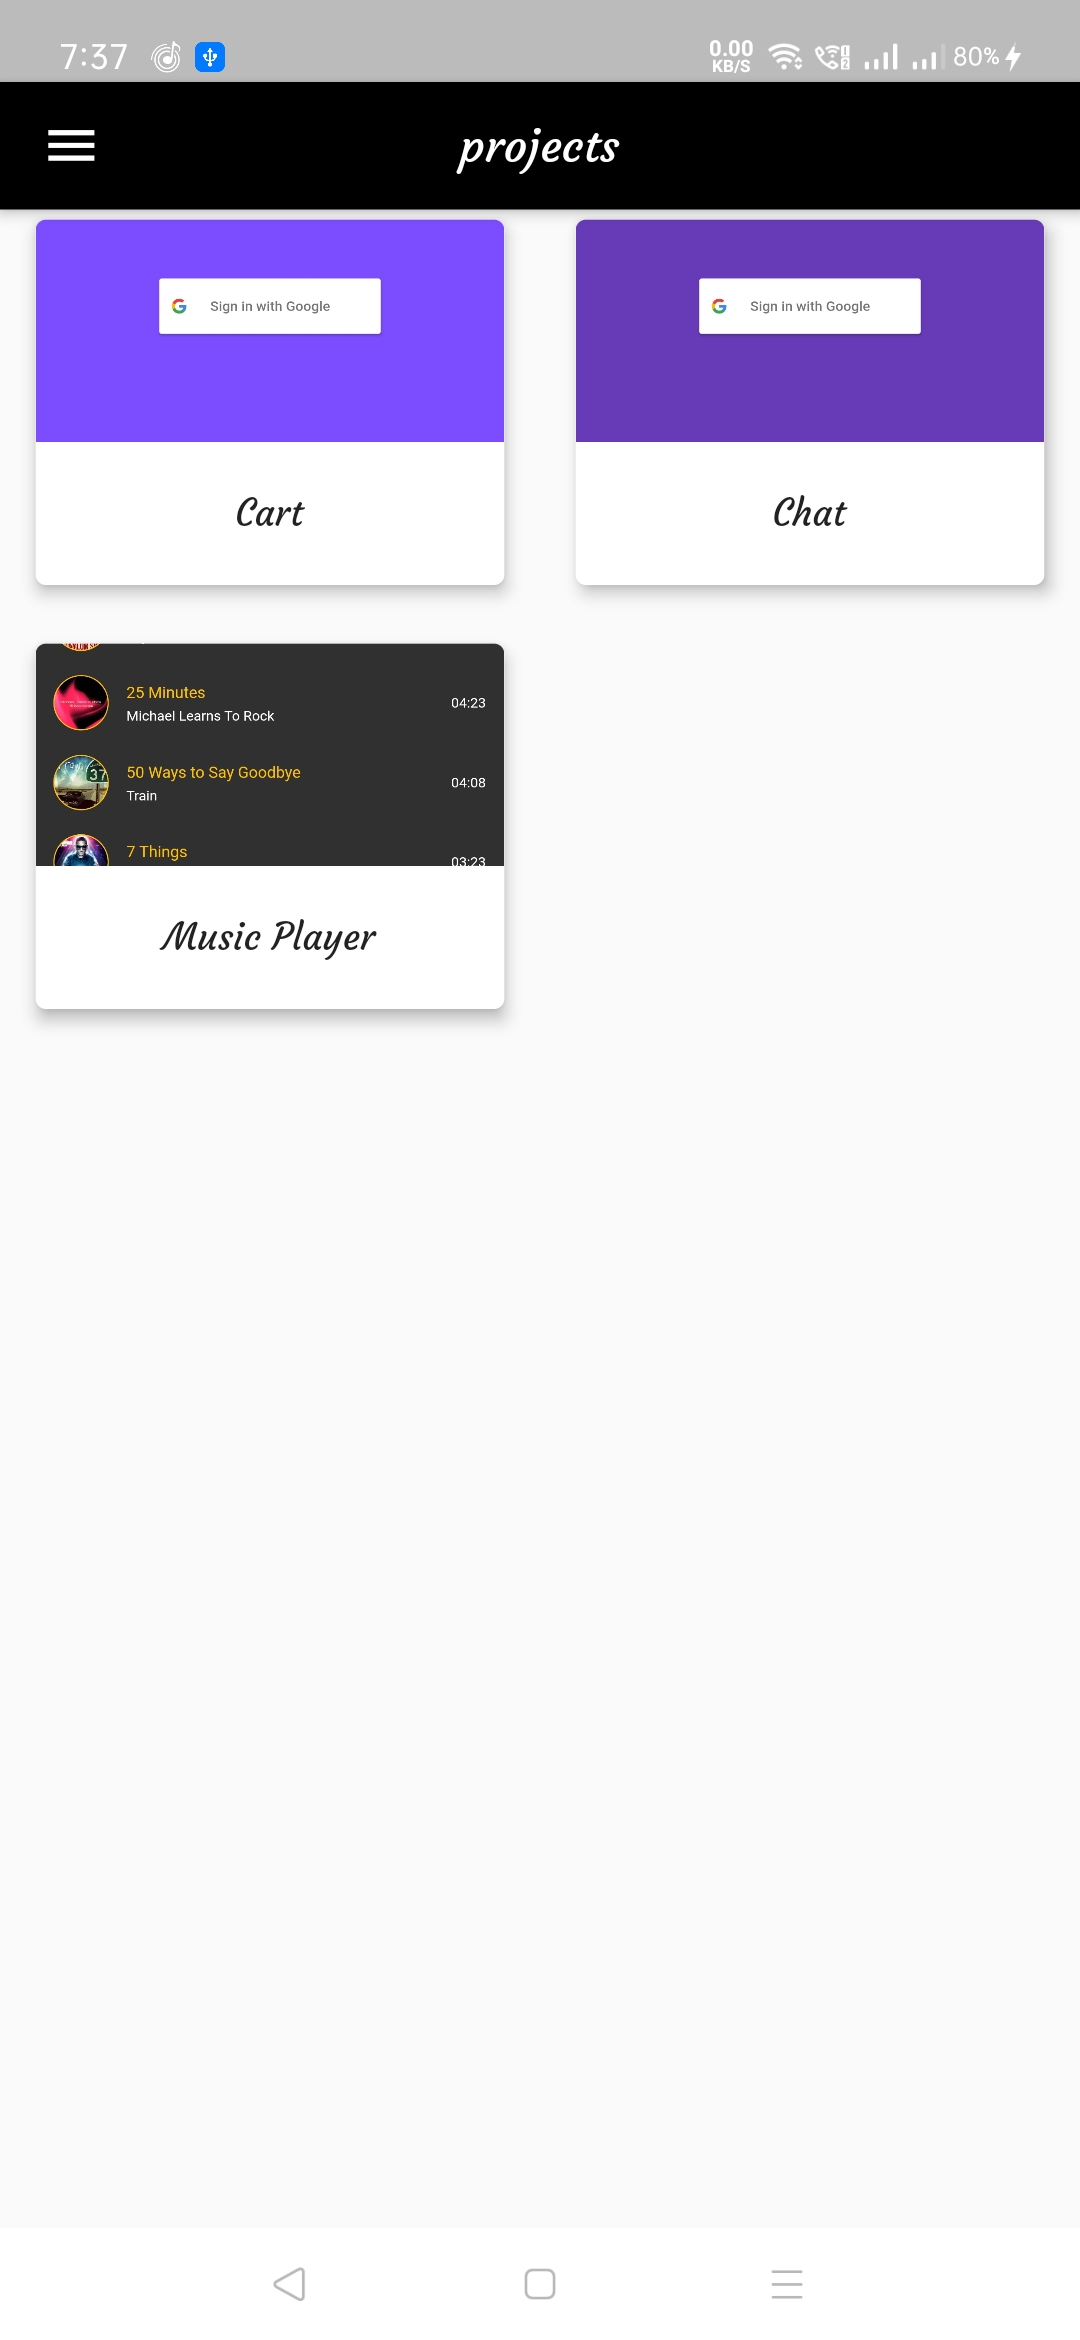 7:37 0.00 KB/S 80%
projects
Sign in with Google
Sign in with Google
Cart
Chat
25 Minutes
Michael Learns To Rock
04:23
50 Ways to Say Goodbye
Train
04:08
7 Things
03:23
Music Player